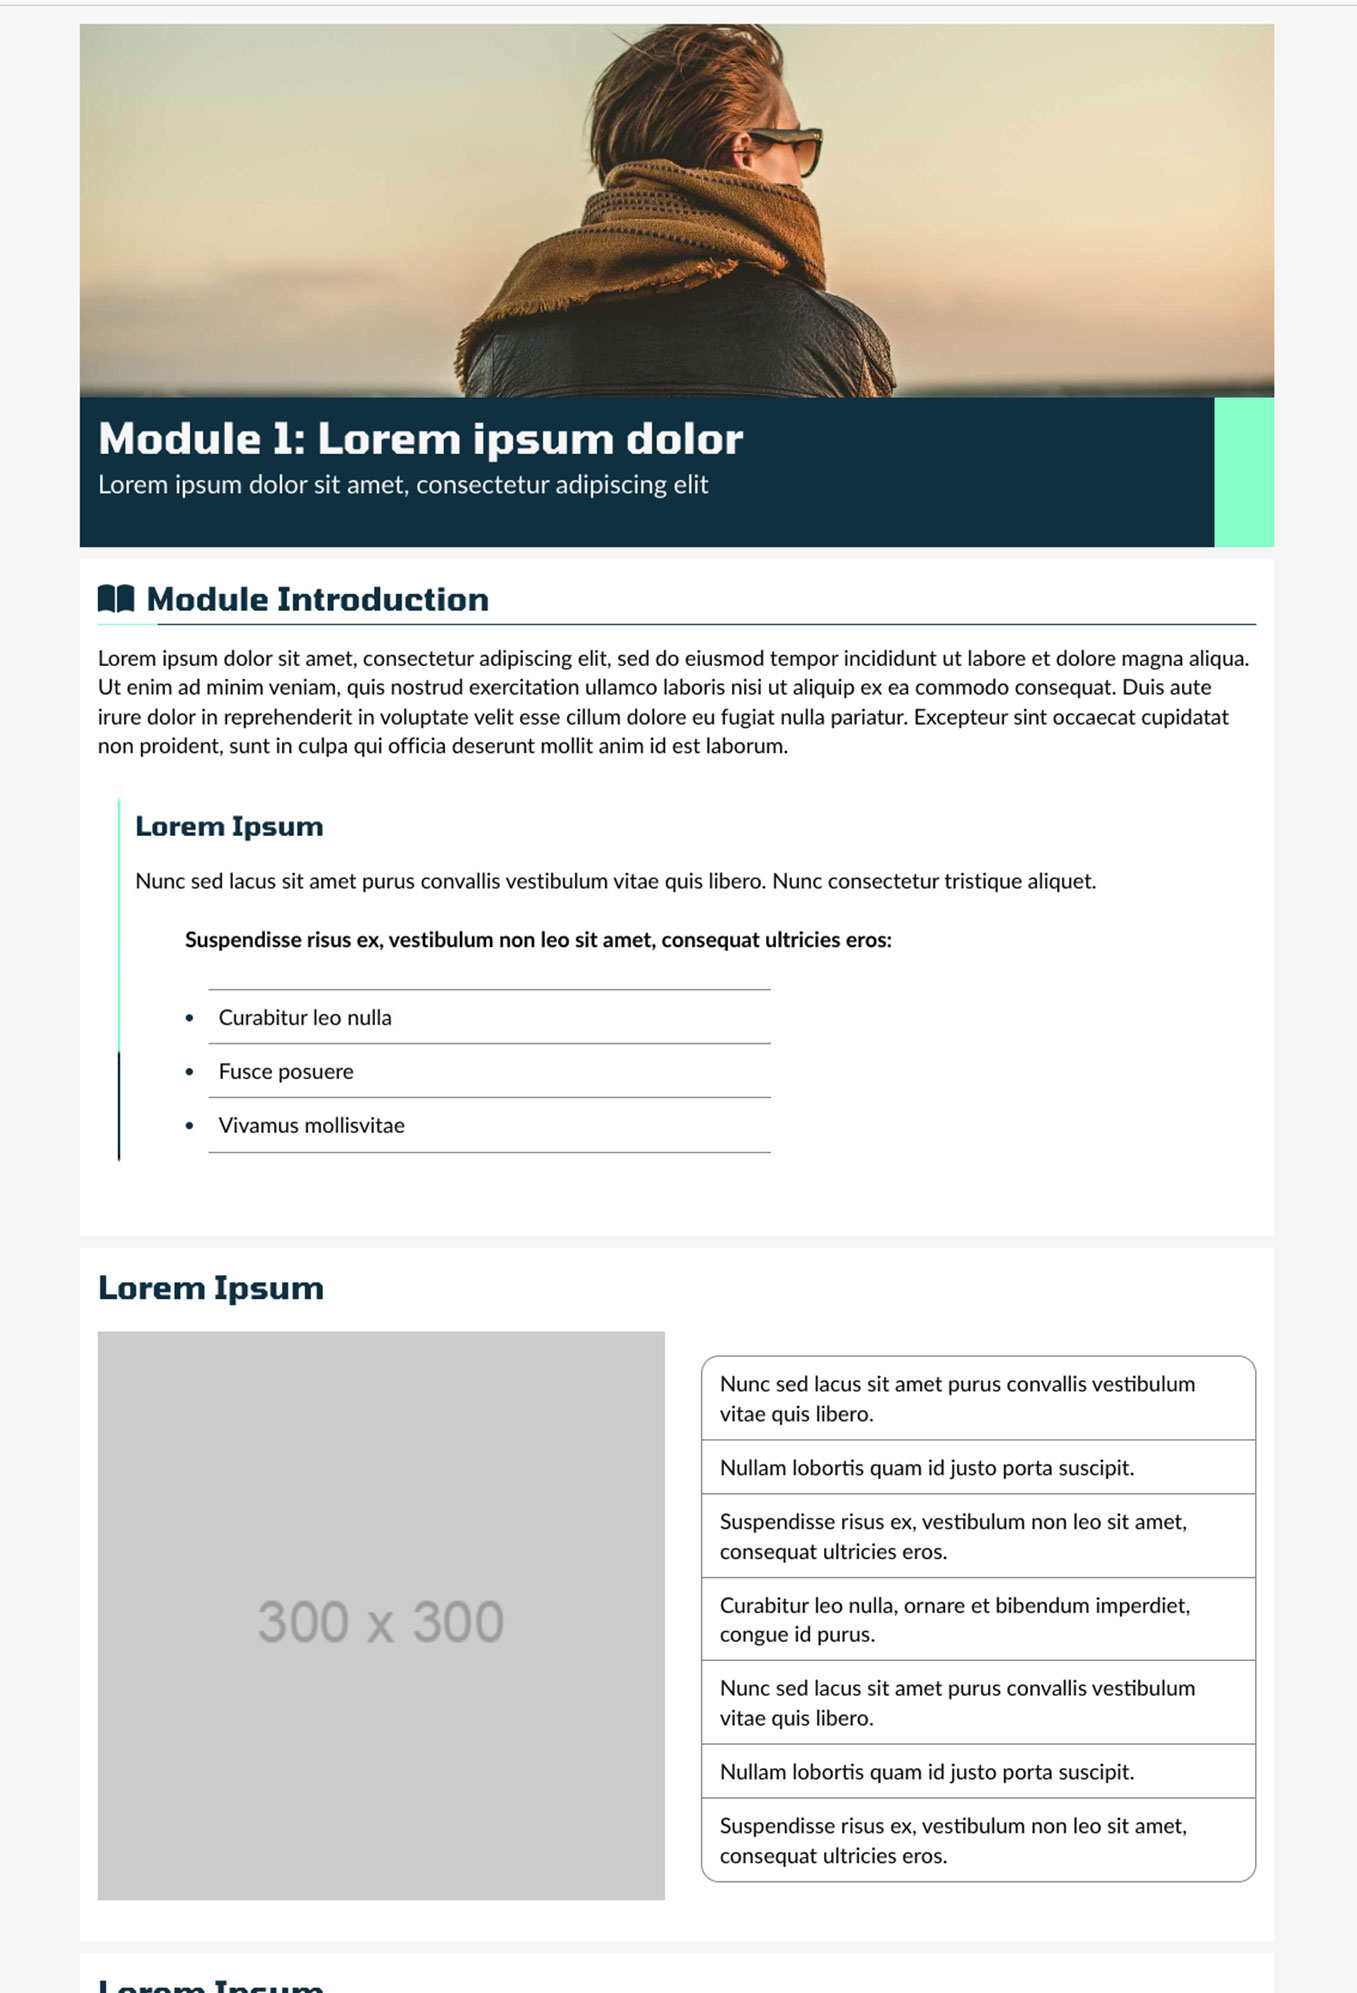 Module 1: Lorem ipsum dolor
Lorem ipsum dolor sit amet, consectetur adipiscing elit
Module Introduction
Lorem ipsum dolor sit amet, consectetur adipiscing elit, sed do eiusmod tempor incididunt ut labore et dolore magna aliqua.
Ut enim ad minim veniam, quis nostrud exercitation ullamco laboris nisi ut aliquip ex ea commodo consequat. Duis aute
irure dolor in reprehenderit in voluptate velit esse cillum dolore eu fugiat nulla pariatur. Excepteur sint occaecat cupidatat
non proident, sunt in culpa qui officia deserunt mollit anim id est laborum.
Lorem Ipsum
Nunc sed lacus sit amet purus convallis vestibulum vitae quis libero. Nunc consectetur tristique aliquet.
Suspendisse risus ex, vestibulum non leo sit amet, consequat ultricies eros:
• Curabitur leo nulla
• Fusce posuere
• Vivamus mollisvitae
Lorem Ipsum
300 x 300
Nunc sed lacus sit amet purus convallis vestibulum
vitae quis libero.
Nullam lobortis quam id justo porta suscipit.
Suspendisse risus ex, vestibulum non leo sit amet,
consequat ultricies eros.
Curabitur leo nulla, ornare et bibendum imperdiet,
congue id purus.
Nunc sed lacus sit amet purus convallis vestibulum
vitae quis libero.
Nullam lobortis quam id justo porta suscipit.
Suspendisse risus ex, vestibulum non leo sit amet,
consequat ultricies eros.
Lorem Ipsum